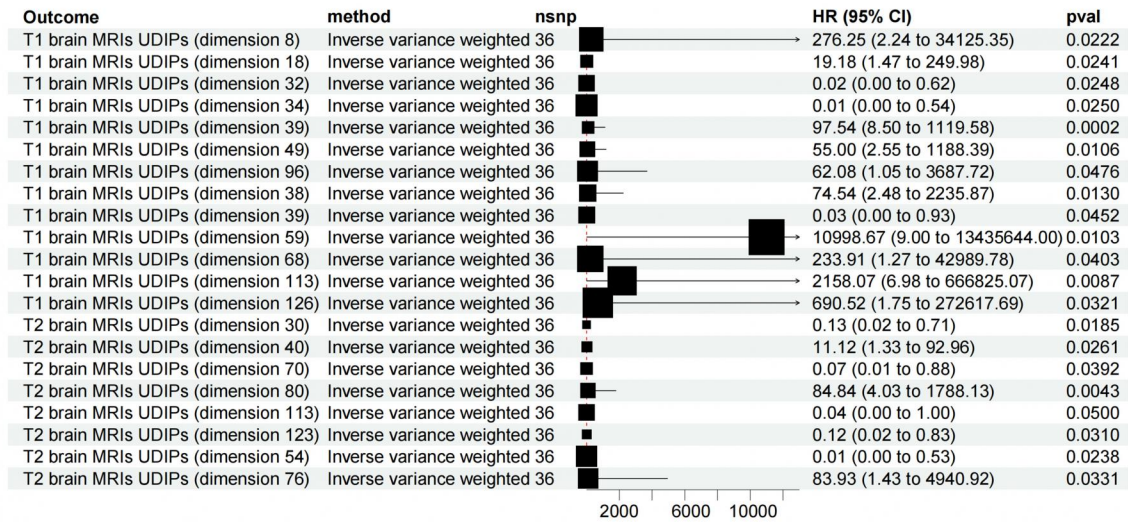 Outcome method nsnp HR (95% CI) pval
T1 brain MRIs UDIPs (dimension 8) Inverse variance weighted 36 276.25 (2.24 to 34125.35) 0.0222
T1 brain MRIs UDIPs (dimension 18) Inverse variance weighted 36 19.18 (1.47 to 249.98) 0.0241
T1 brain MRIs UDIPs (dimension 32) Inverse variance weighted 36 0.02 (0.00 to 0.62) 0.0248
T1 brain MRIs UDIPs (dimension 34) Inverse variance weighted 36 0.01 (0.00 to 0.54) 0.0250
T1 brain MRIs UDIPs (dimension 39) Inverse variance weighted 36 97.54 (8.50 to 1119.58) 0.0002
T1 brain MRIs UDIPs (dimension 49) Inverse variance weighted 36 55.00 (2.55 to 1188.39) 0.0106
T1 brain MRIs UDIPs (dimension 96) Inverse variance weighted 36 62.08 (1.05 to 3687.72) 0.0476
T1 brain MRIs UDIPs (dimension 38) Inverse variance weighted 36 74.54 (2.48 to 2235.87) 0.0130
T1 brain MRIs UDIPs (dimension 39) Inverse variance weighted 36 0.03 (0.00 to 0.93) 0.0452
T1 brain MRIs UDIPs (dimension 59) Inverse variance weighted 36 10998.67 (9.00 to 13435644.00) 0.0103
T1 brain MRIs UDIPs (dimension 68) Inverse variance weighted 36 233.91 (1.27 to 42989.78) 0.0403
T1 brain MRIs UDIPs (dimension 113) Inverse variance weighted 36 2158.07 (6.98 to 666825.07) 0.0087
T1 brain MRIs UDIPs (dimension 126) Inverse variance weighted 36 690.52 (1.75 to 272617.69) 0.0321
T2 brain MRIs UDIPs (dimension 30) Inverse variance weighted 36 0.13 (0.02 to 0.71) 0.0185
T2 brain MRIs UDIPs (dimension 40) Inverse variance weighted 36 11.12 (1.33 to 92.96) 0.0261
T2 brain MRIs UDIPs (dimension 70) Inverse variance weighted 36 0.07 (0.01 to 0.88) 0.0392
T2 brain MRIs UDIPs (dimension 80) Inverse variance weighted 36 84.84 (4.03 to 1788.13) 0.0043
T2 brain MRIs UDIPs (dimension 113) Inverse variance weighted 36 0.04 (0.00 to 1.00) 0.0500
T2 brain MRIs UDIPs (dimension 123) Inverse variance weighted 36 0.12 (0.02 to 0.83) 0.0310
T2 brain MRIs UDIPs (dimension 54) Inverse variance weighted 36 0.01 (0.00 to 0.53) 0.0238
T2 brain MRIs UDIPs (dimension 76) Inverse variance weighted 36 83.93 (1.43 to 4940.92) 0.0331
2000 6000 10000